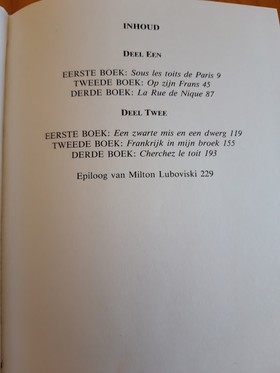 INHOUD
DEEL EEN
EERSTE BOEK: Sous les toits de Paris 9
TWEEDE BOEK: Op zijn Frans 45
DERDE BOEK: La Rue de Nique 87
DEEL TWEE
EERSTE BOEK: Een zwarte mis en een dwerg 119
TWEEDE BOEK: Frankrijk in mijn broek 155
DERDE BOEK: Cherchez le toit 193
Epiloog van Milton Luboviski 229